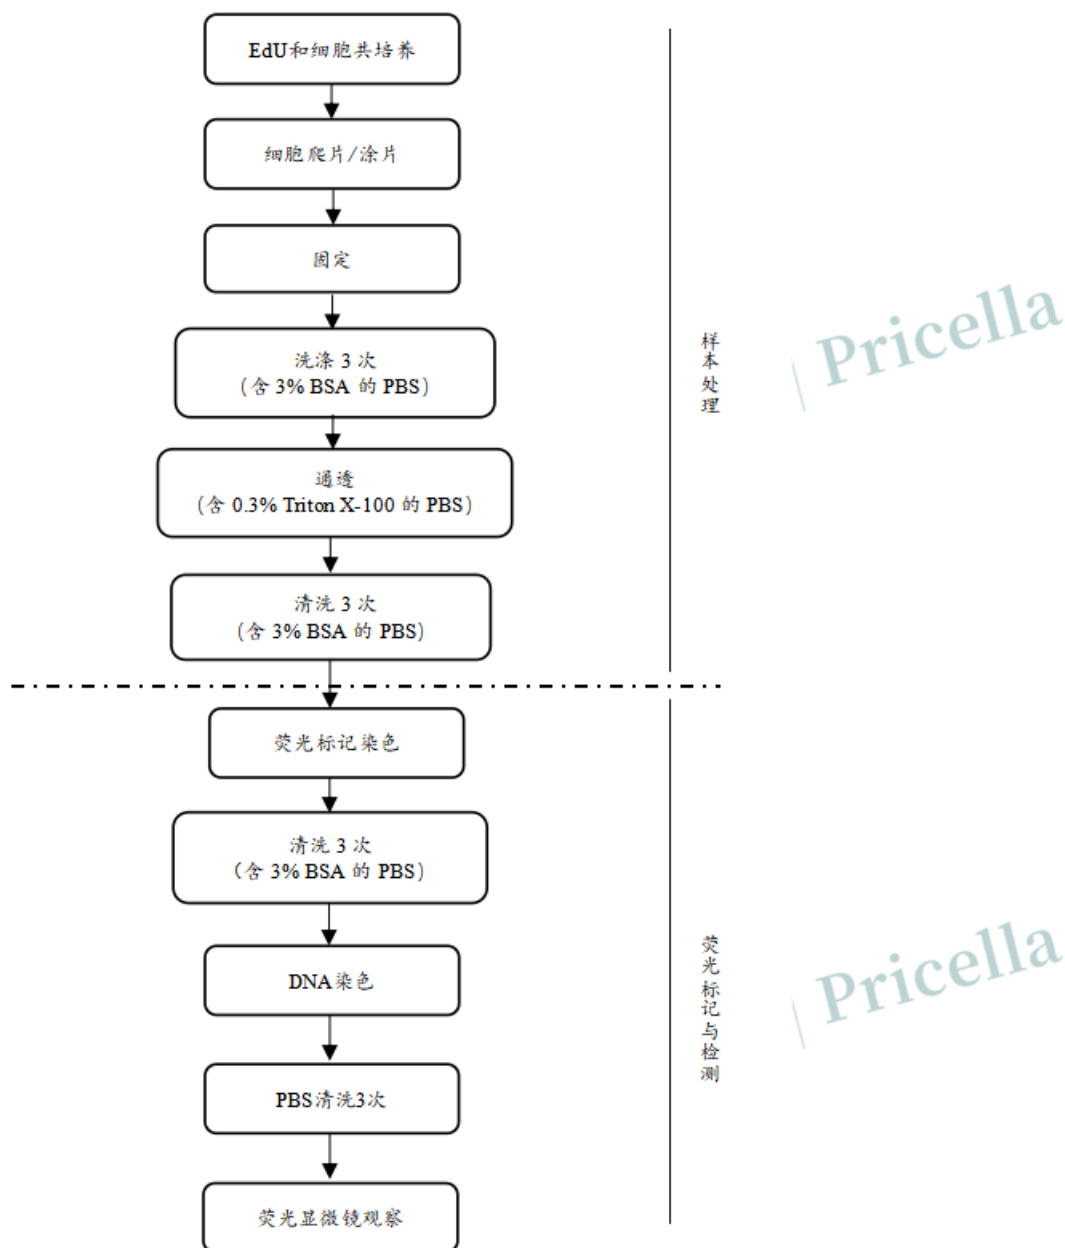 EdU和细胞共培养
细胞爬片/涂片
固定
洗涤 3 次
（含 3% BSA 的 PBS）
通透
（含 0.3% Triton X-100 的 PBS）
清洗 3 次
（含 3% BSA 的 PBS）
样本处理
Pricella
荧光标记染色
清洗 3 次
（含 3% BSA 的 PBS）
DNA染色
PBS清洗3次
荧光显微镜观察
荧光标记与检测
Pricella